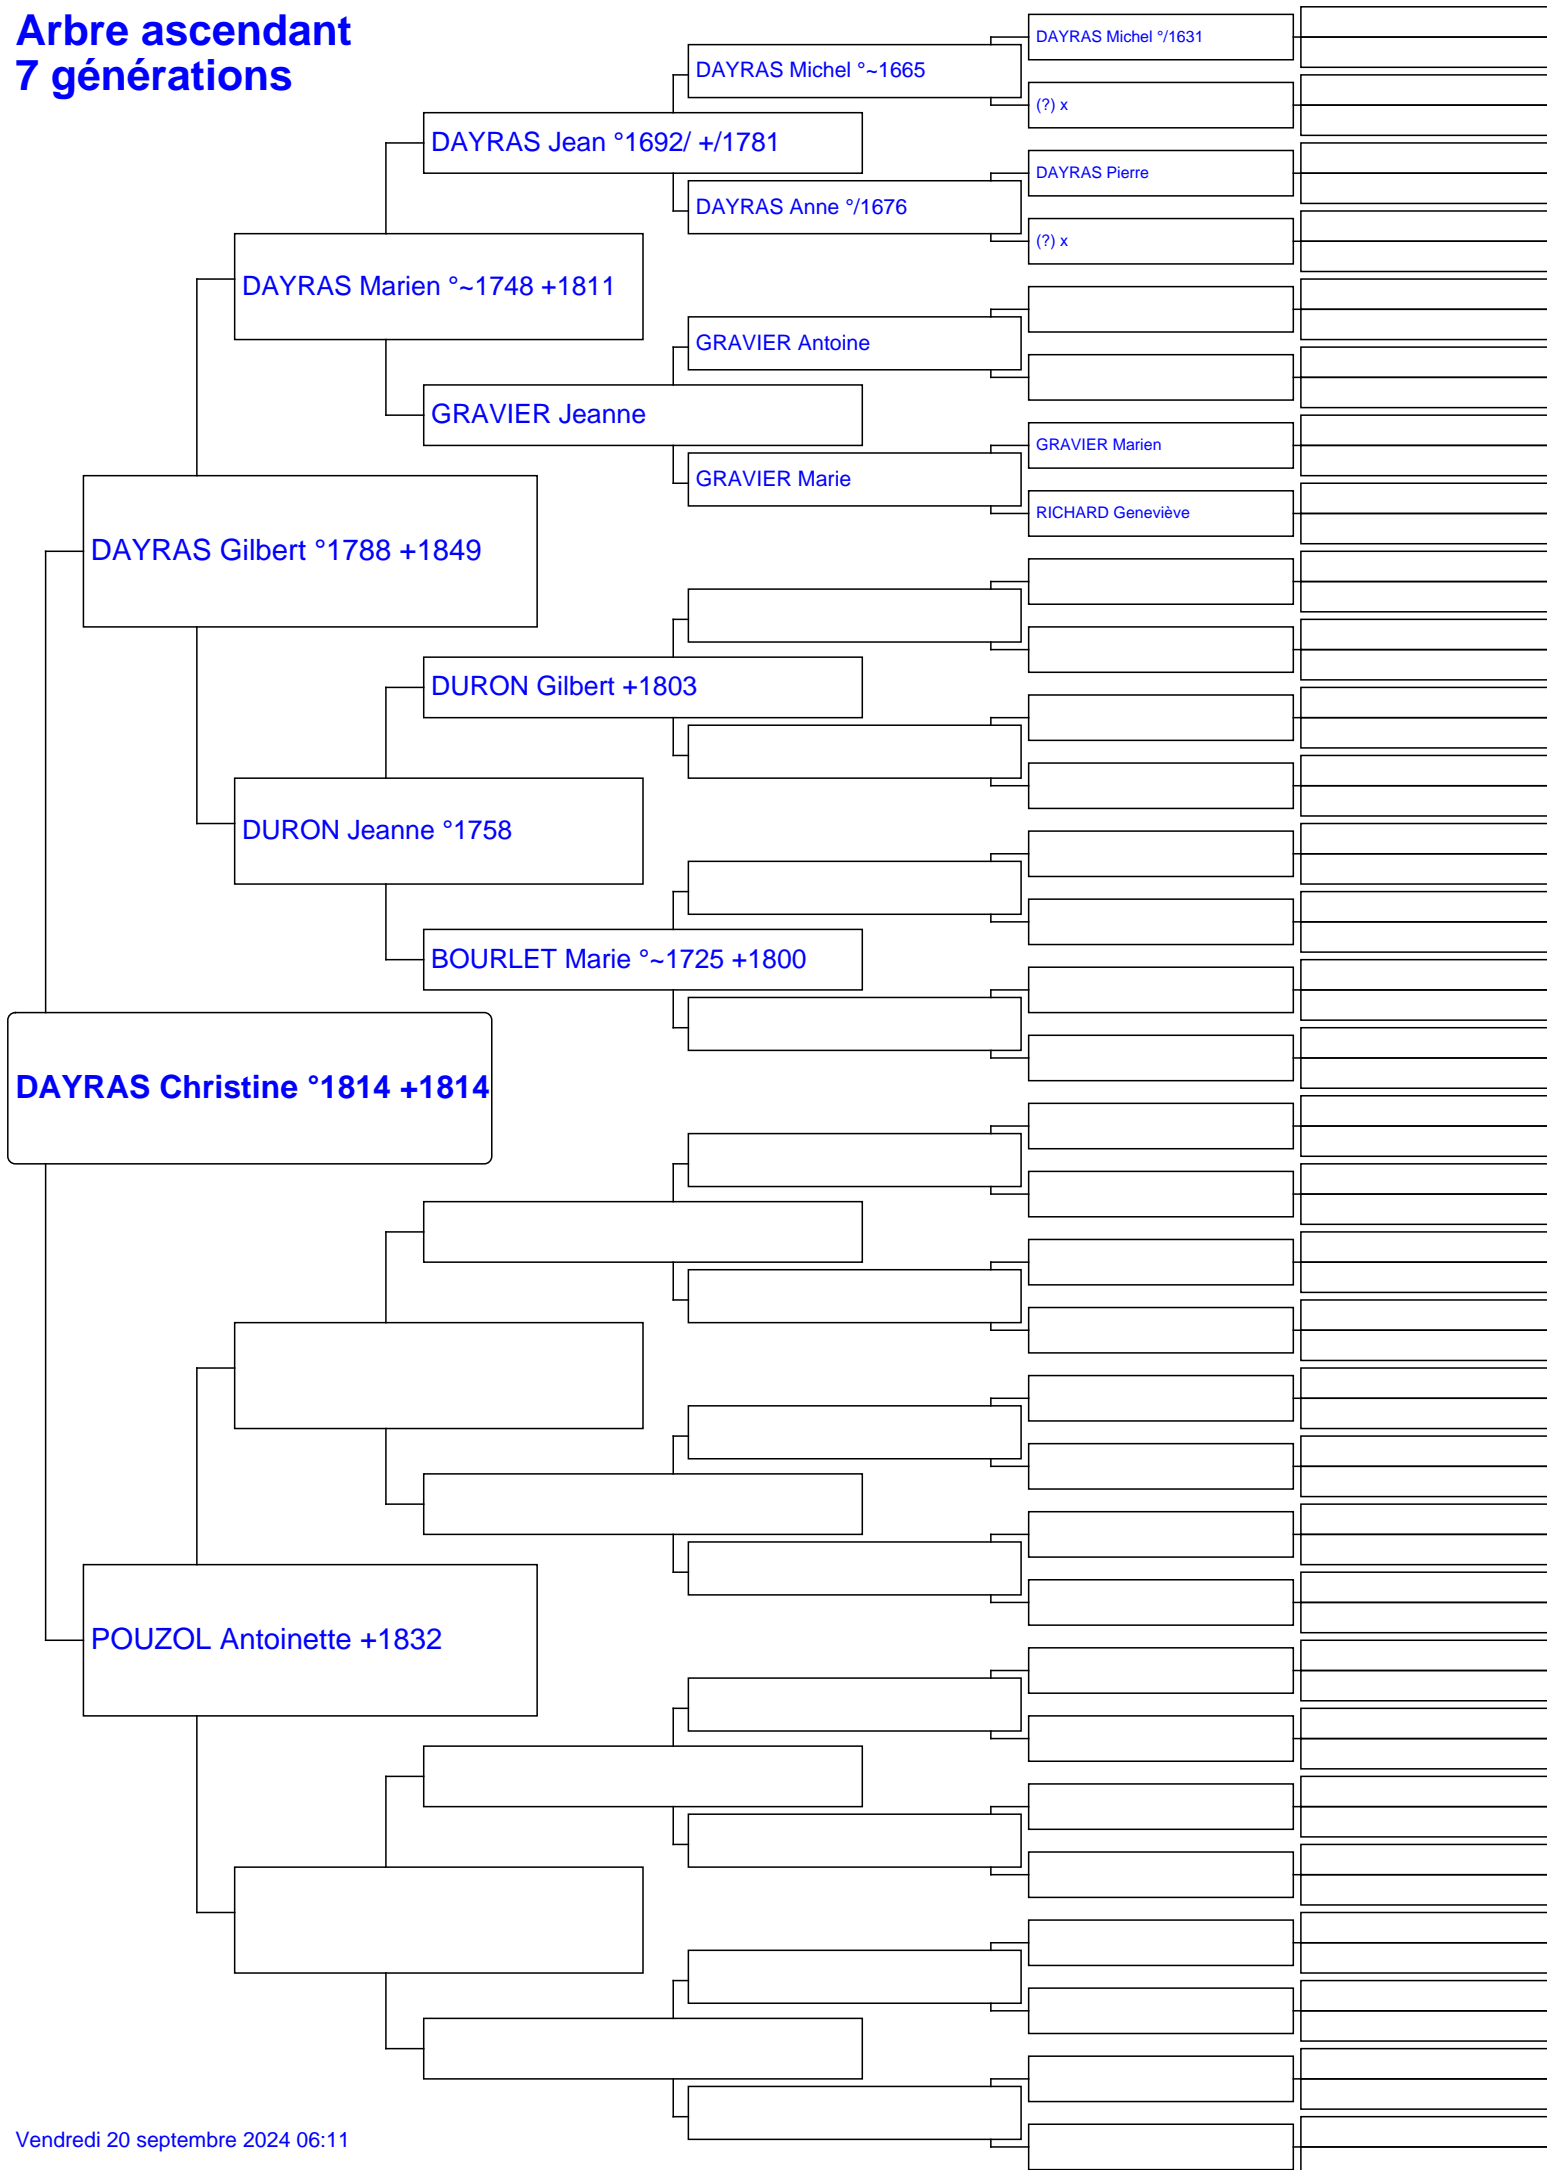 Arbre ascendant
7 générations
DAYRAS Michel °/1631
DAYRAS Michel °~1665
(?) x
DAYRAS Jean °1692/ +/1781
DAYRAS Pierre
DAYRAS Anne °/1676
(?) x
DAYRAS Marien °~1748 +1811
GRAVIER Antoine
GRAVIER Jeanne
GRAVIER Marien
GRAVIER Marie
RICHARD Geneviève
DAYRAS Gilbert °1788 +1849
DURON Gilbert +1803
DURON Jeanne °1758
BOURLET Marie °~1725 +1800
DAYRAS Christine °1814 +1814
POUZOL Antoinette +1832
Vendredi 20 septembre 2024 06:11